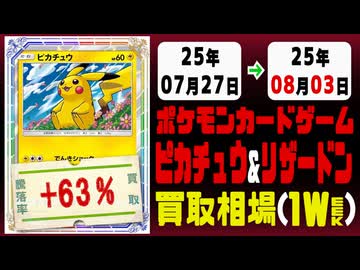 ピカチュウ HP60
でんきショック
騰落率
+63%
買取
25年
07月27日
25年
08月03日
ポケモンカードゲーム
ピカチュウ&リザードン
買取相場(1W長)